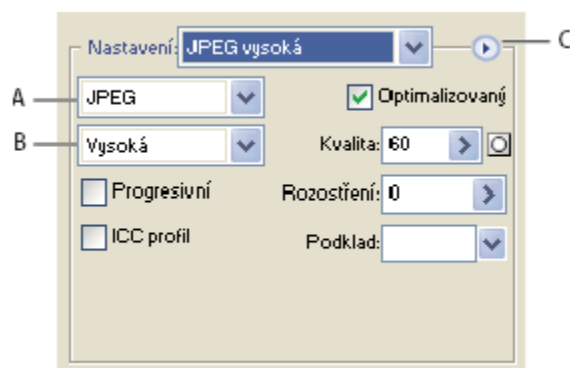 Nastavení: JPEG vysoká
C
A
JPEG
Optimalizovaný
B
Vysoká
Kvalita: 60
Progresivní
Rozostření: 0
ICC profil
Podklad: